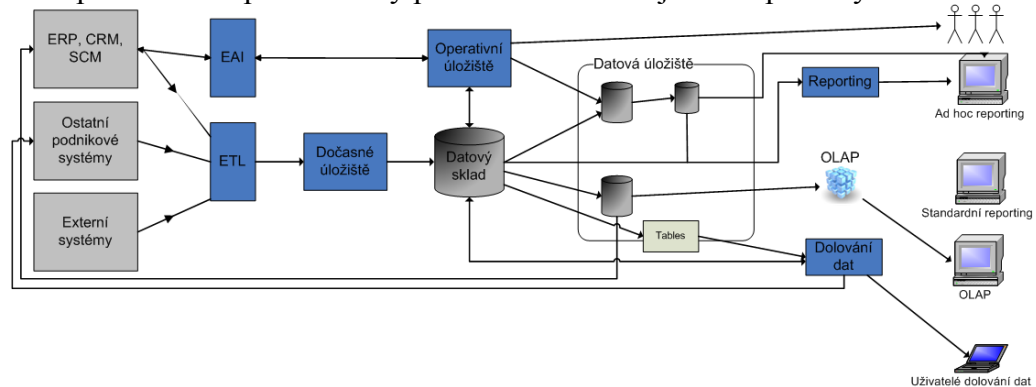 ERP, CRM,
SCM
EAI
Operativní
úložiště
Datová úložiště
Reporting
Ad hoc reporting
Ostatní
podnikové
systémy
ETL
Dočasné
úložiště
Datový
sklad
OLAP
Standardní reporting
Externí
systémy
Tables
Dolování
dat
OLAP
Uživatelé dolování dat